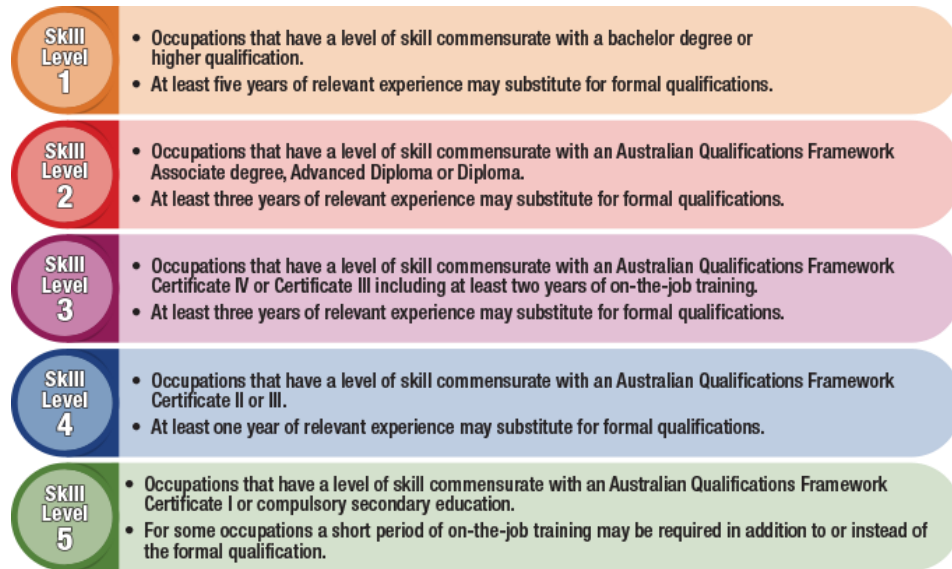 Skill
Level
1
• Occupations that have a level of skill commensurate with a bachelor degree or
higher qualification.
• At least five years of relevant experience may substitute for formal qualifications.
Skill
Level
2
• Occupations that have a level of skill commensurate with an Australian Qualifications Framework
Associate degree, Advanced Diploma or Diploma.
• At least three years of relevant experience may substitute for formal qualifications.
Skill
Level
3
• Occupations that have a level of skill commensurate with an Australian Qualifications Framework
Certificate IV or Certificate III including at least two years of on-the-job training.
• At least three years of relevant experience may substitute for formal qualifications.
Skill
Level
4
• Occupations that have a level of skill commensurate with an Australian Qualifications Framework
Certificate II or III.
• At least one year of relevant experience may substitute for formal qualifications.
Skill
Level
5
• Occupations that have a level of skill commensurate with an Australian Qualifications Framework
Certificate I or compulsory secondary education.
• For some occupations a short period of on-the-job training may be required in addition to or instead of
the formal qualification.